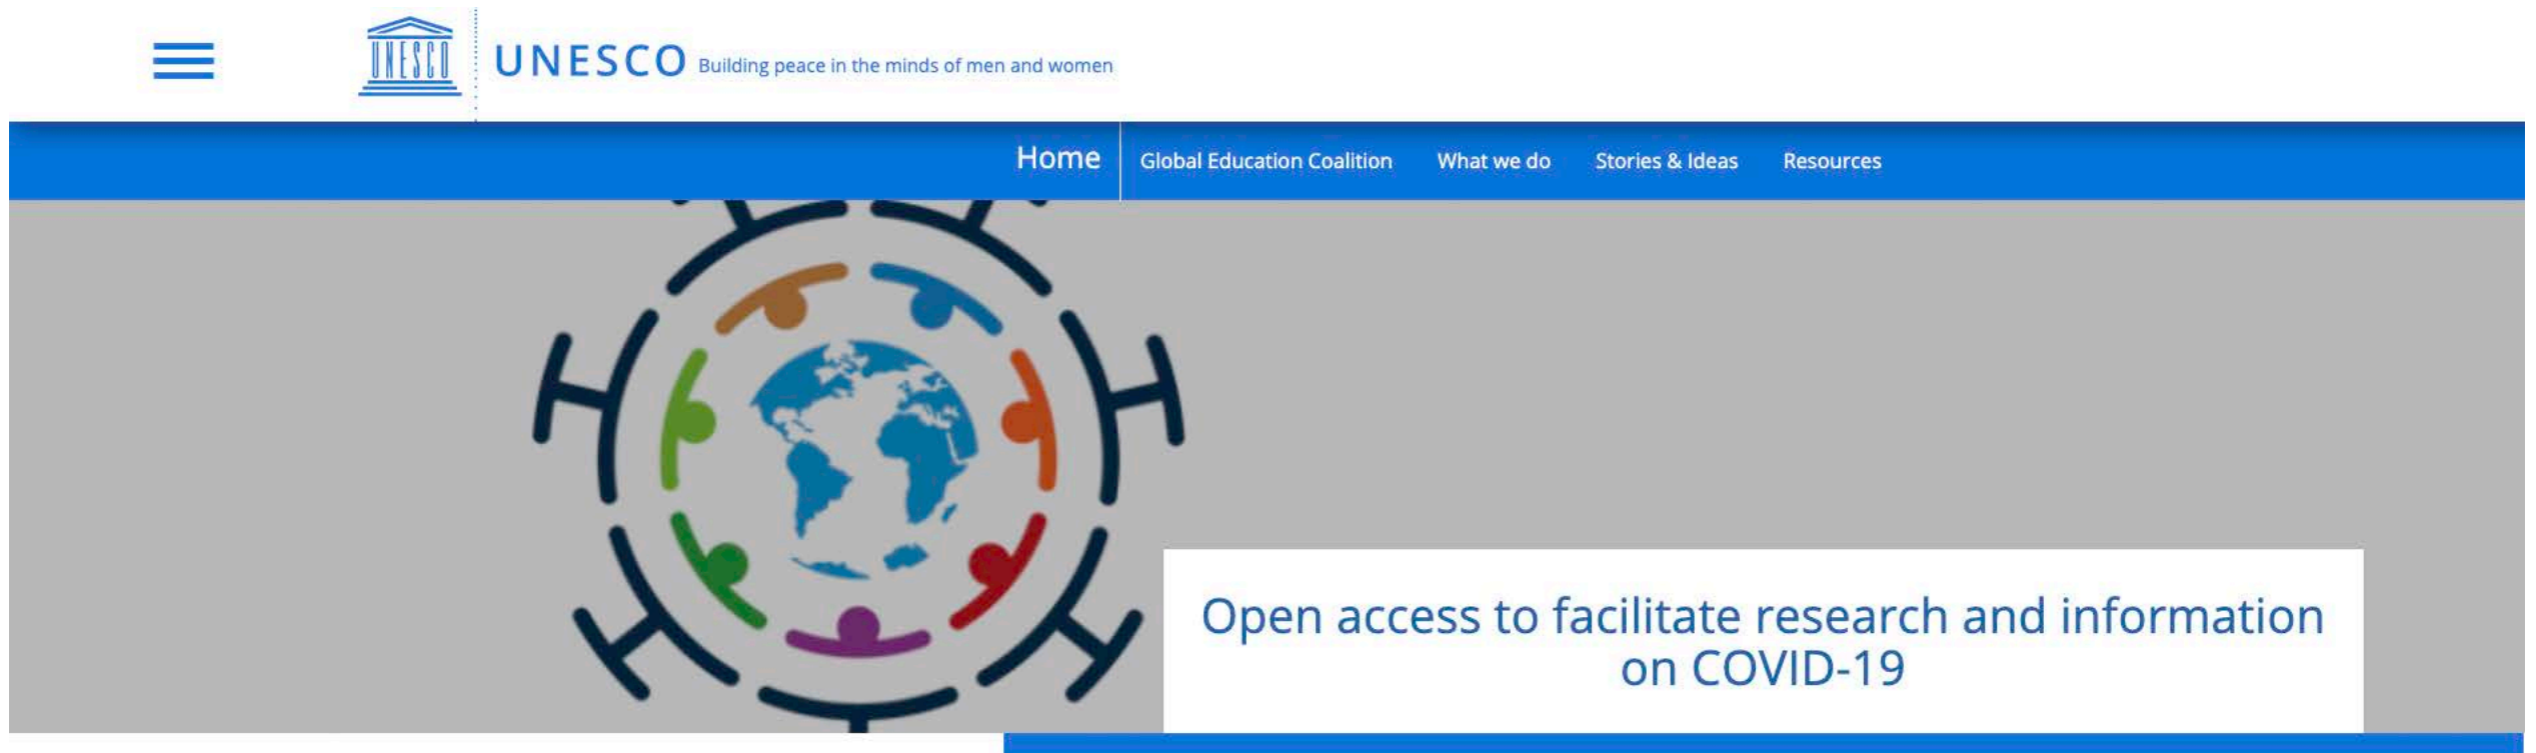 UNESCO
UNESCO Building peace in the minds of men and women
Home Global Education Coalition What we do Stories & Ideas Resources
Open access to facilitate research and information
on COVID-19